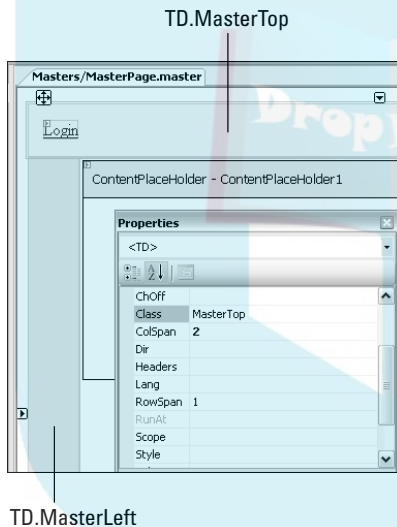 TD.MasterTop
Masters/MasterPage.master
Login
Drop
ContentPlaceHolder - ContentPlaceHolder1
Properties
<TD>
ChOff
Class MasterTop
ColSpan 2
Dir
Headers
Lang
RowSpan 1
RunAt
Scope
Style
TD.MasterLeft